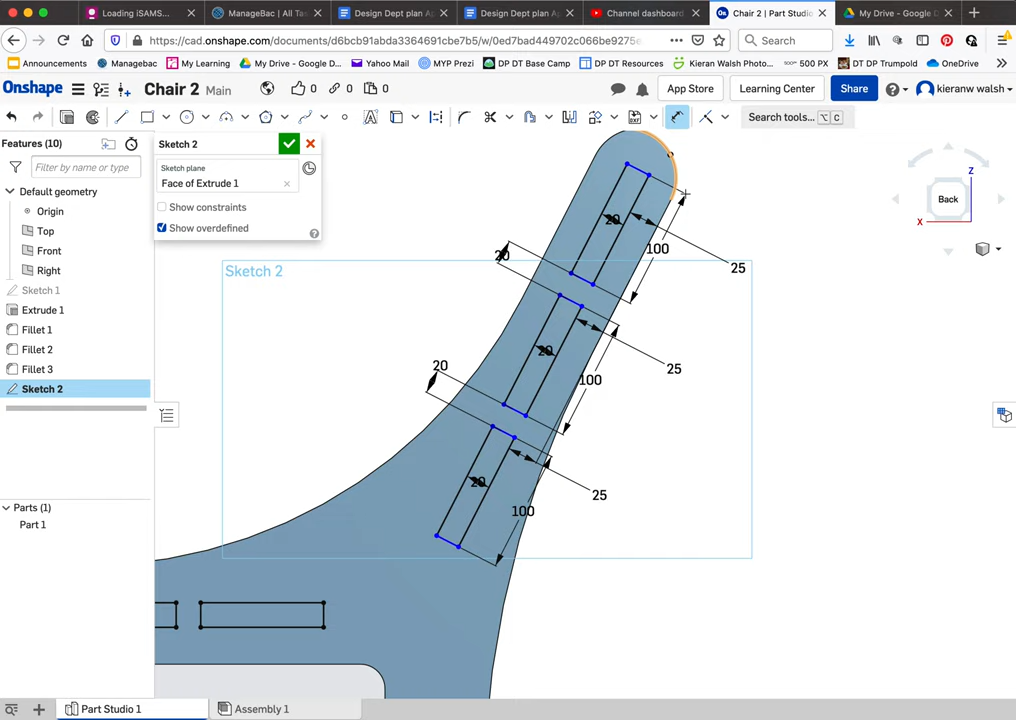 Loading iSAMS...
ManageBac | All Tas
Design Dept plan Ap
Design Dept plan Ap
Channel dashboard
Chair 2 | Part Studio
My Drive - Google D
https://cad.onshape.com/documents/d6bcb91abda3364691cbe7b5/w/0ed7bad449702c066be9275e
Search
Announcements
Managebac
My Learning
My Drive - Google D...
Yahoo Mail
MYP Prezi
DP DT Base Camp
DP DT Resources
500 PX
Kieran Walsh Photo...
DT DP Trumpold
OneDrive
Onshape
Chair 2 Main
0
0
0
App Store
Learning Center
Share
kieranw walsh
Search tools...
C
Features (10)
Filter by name or type
Default geometry
Origin
Top
Front
Right
Sketch 1
Extrude 1
Fillet 1
Fillet 2
Fillet 3
Sketch 2
Parts (1)
Part 1
Sketch 2
Sketch plane
Face of Extrude 1
Show constraints
Show overdefined
Sketch 2
20
100
25
20
20
100
25
20
20
100
25
Z
Back
X
Part Studio 1
Assembly 1